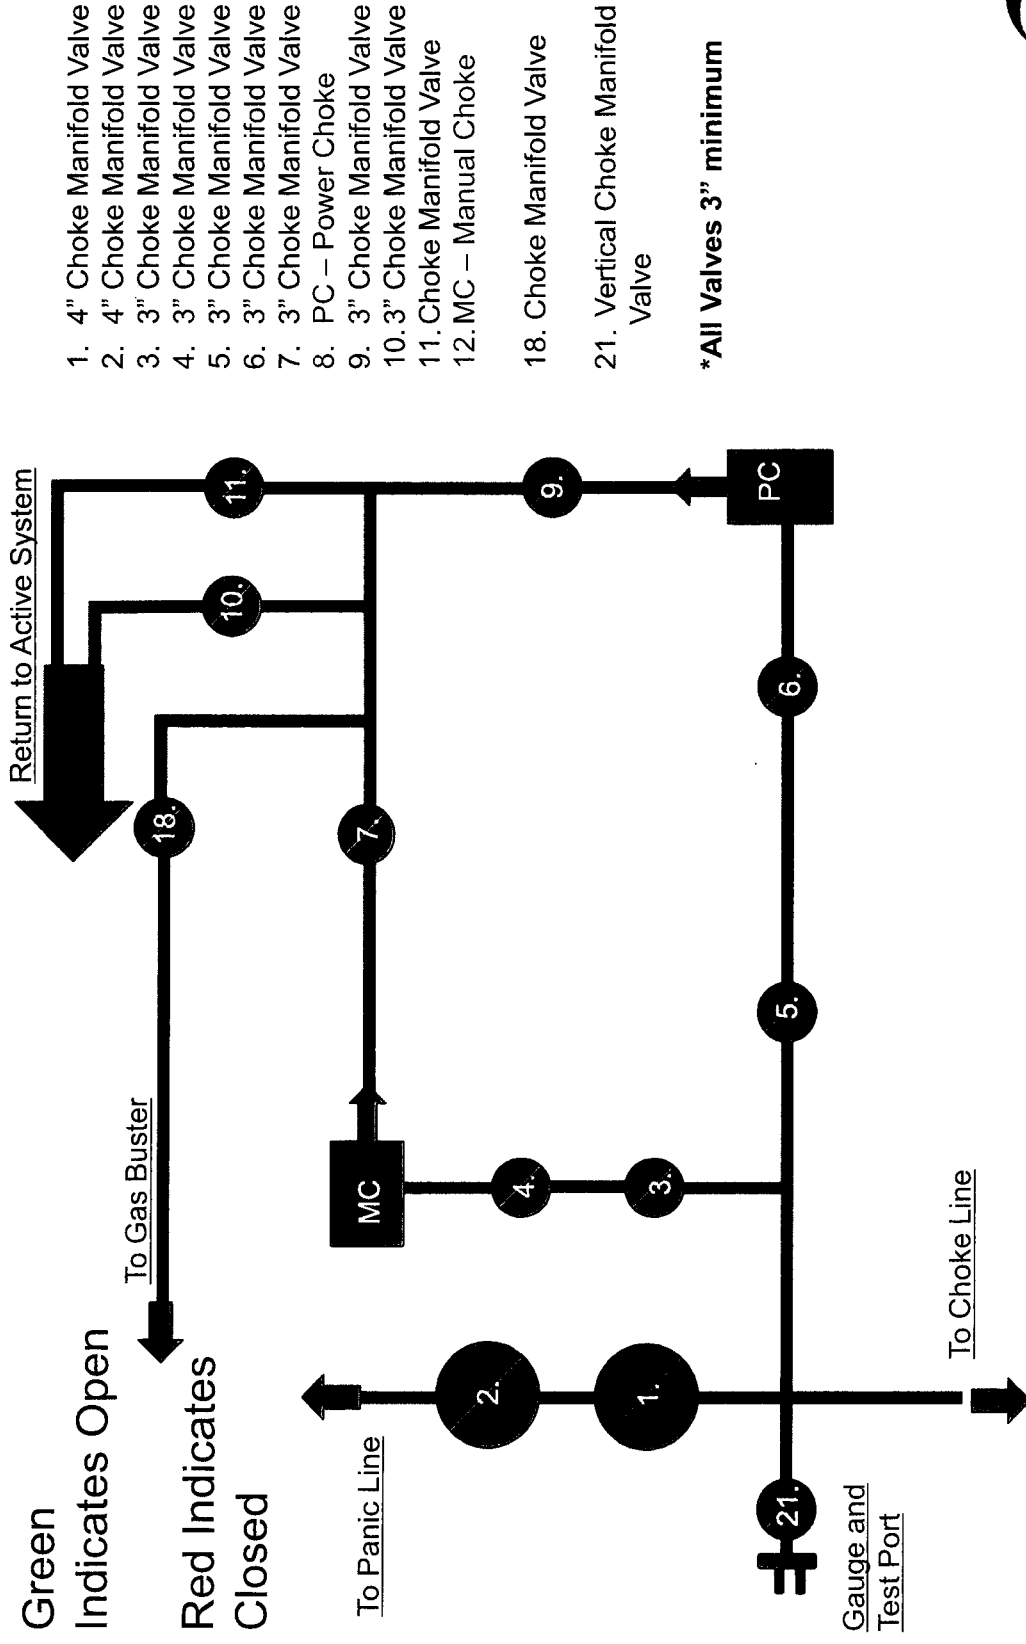 Green
Indicates Open
Red Indicates
Closed
Return to Active System
To Gas Buster
To Panic Line
To Choke Line
Gauge and
Test Port
MC
PC
1.
2.
3.
4.
5.
6.
7.
9.
10.
11.
18.
21.
1. 4” Choke Manifold Valve
2. 4” Choke Manifold Valve
3. 3” Choke Manifold Valve
4. 3” Choke Manifold Valve
5. 3” Choke Manifold Valve
6. 3” Choke Manifold Valve
7. 3” Choke Manifold Valve
8. PC – Power Choke
9. 3” Choke Manifold Valve
10. 3” Choke Manifold Valve
11. Choke Manifold Valve
12. MC – Manual Choke
18. Choke Manifold Valve
21. Vertical Choke Manifold
Valve
*All Valves 3” minimum